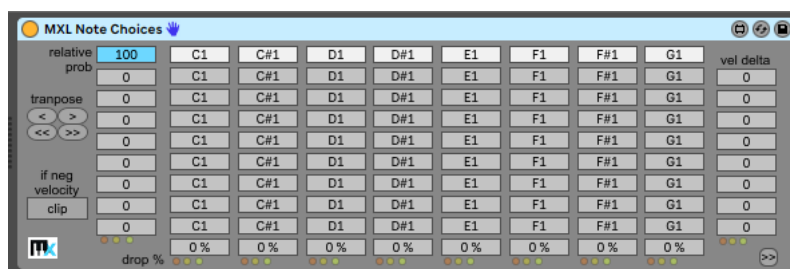 MXL Note Choices
relative prob 100 C1 C#1 D1 D#1 E1 F1 F#1 G1 vel delta
0 C1 C#1 D1 D#1 E1 F1 F#1 G1 0
tranpose 0 C1 C#1 D1 D#1 E1 F1 F#1 G1 0
< > 0 C1 C#1 D1 D#1 E1 F1 F#1 G1 0
<< >> 0 C1 C#1 D1 D#1 E1 F1 F#1 G1 0
0 C1 C#1 D1 D#1 E1 F1 F#1 G1 0
if neg velocity 0 C1 C#1 D1 D#1 E1 F1 F#1 G1 0
clip 0 C1 C#1 D1 D#1 E1 F1 F#1 G1 0
0 C1 C#1 D1 D#1 E1 F1 F#1 G1 0
mx drop % 0 % 0 % 0 % 0 % 0 % 0 % 0 % 0 % >>